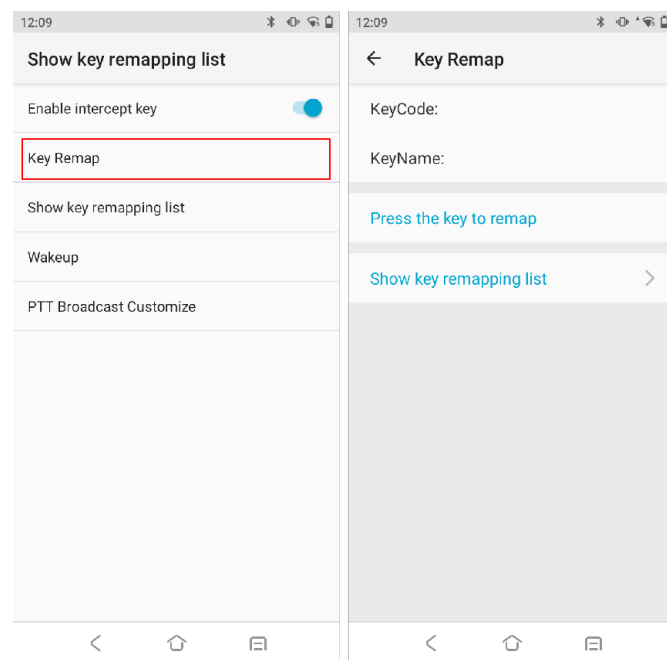 12:09
Show key remapping list
Enable intercept key
Key Remap
Show key remapping list
Wakeup
PTT Broadcast Customize
12:09
Key Remap
KeyCode:
KeyName:
Press the key to remap
Show key remapping list